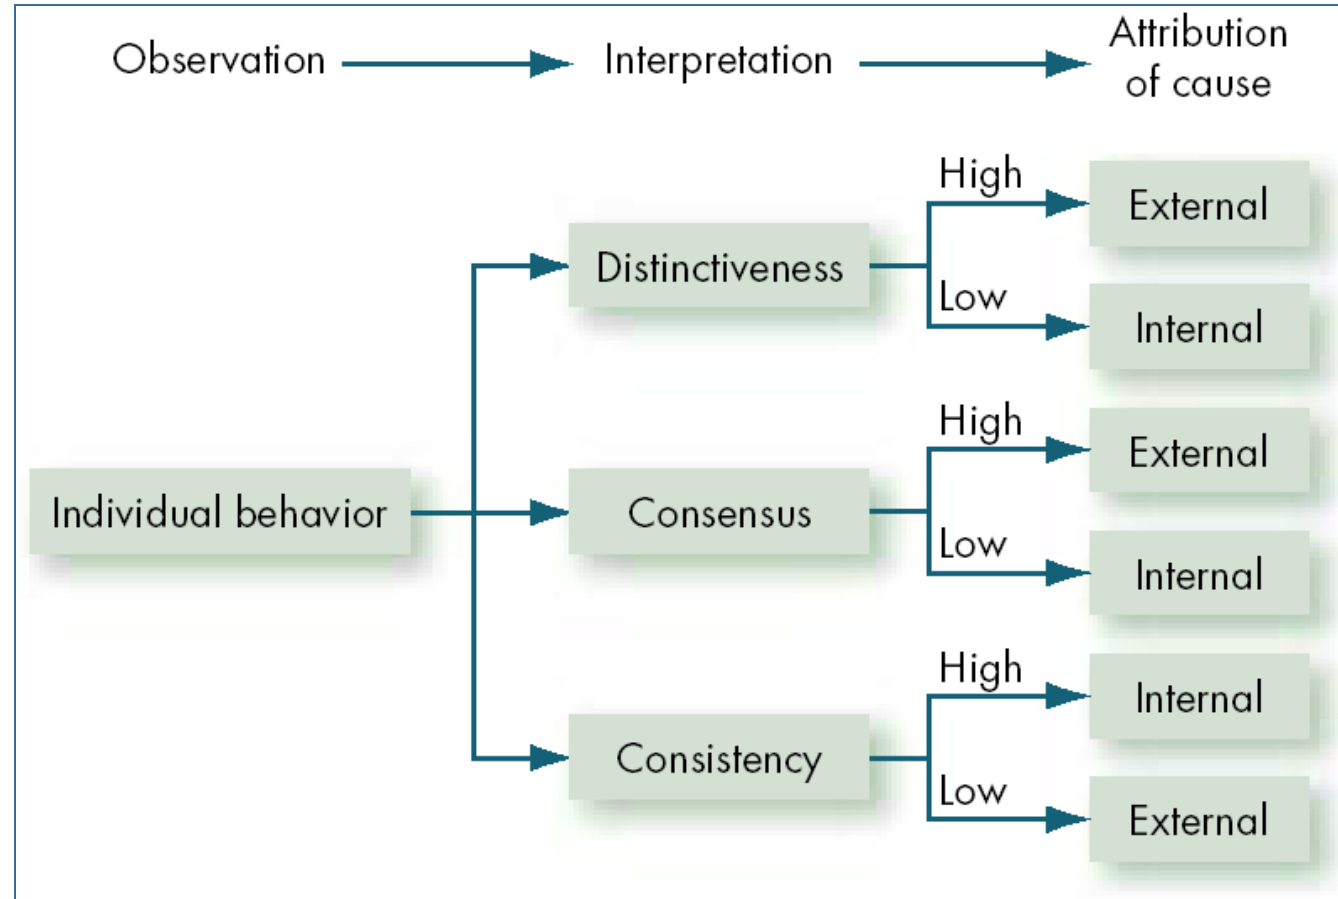 Observation
Interpretation
Attribution
of cause
High
External
Distinctiveness
Low
Internal
High
External
Individual behavior
Consensus
Low
Internal
High
Internal
Consistency
Low
External